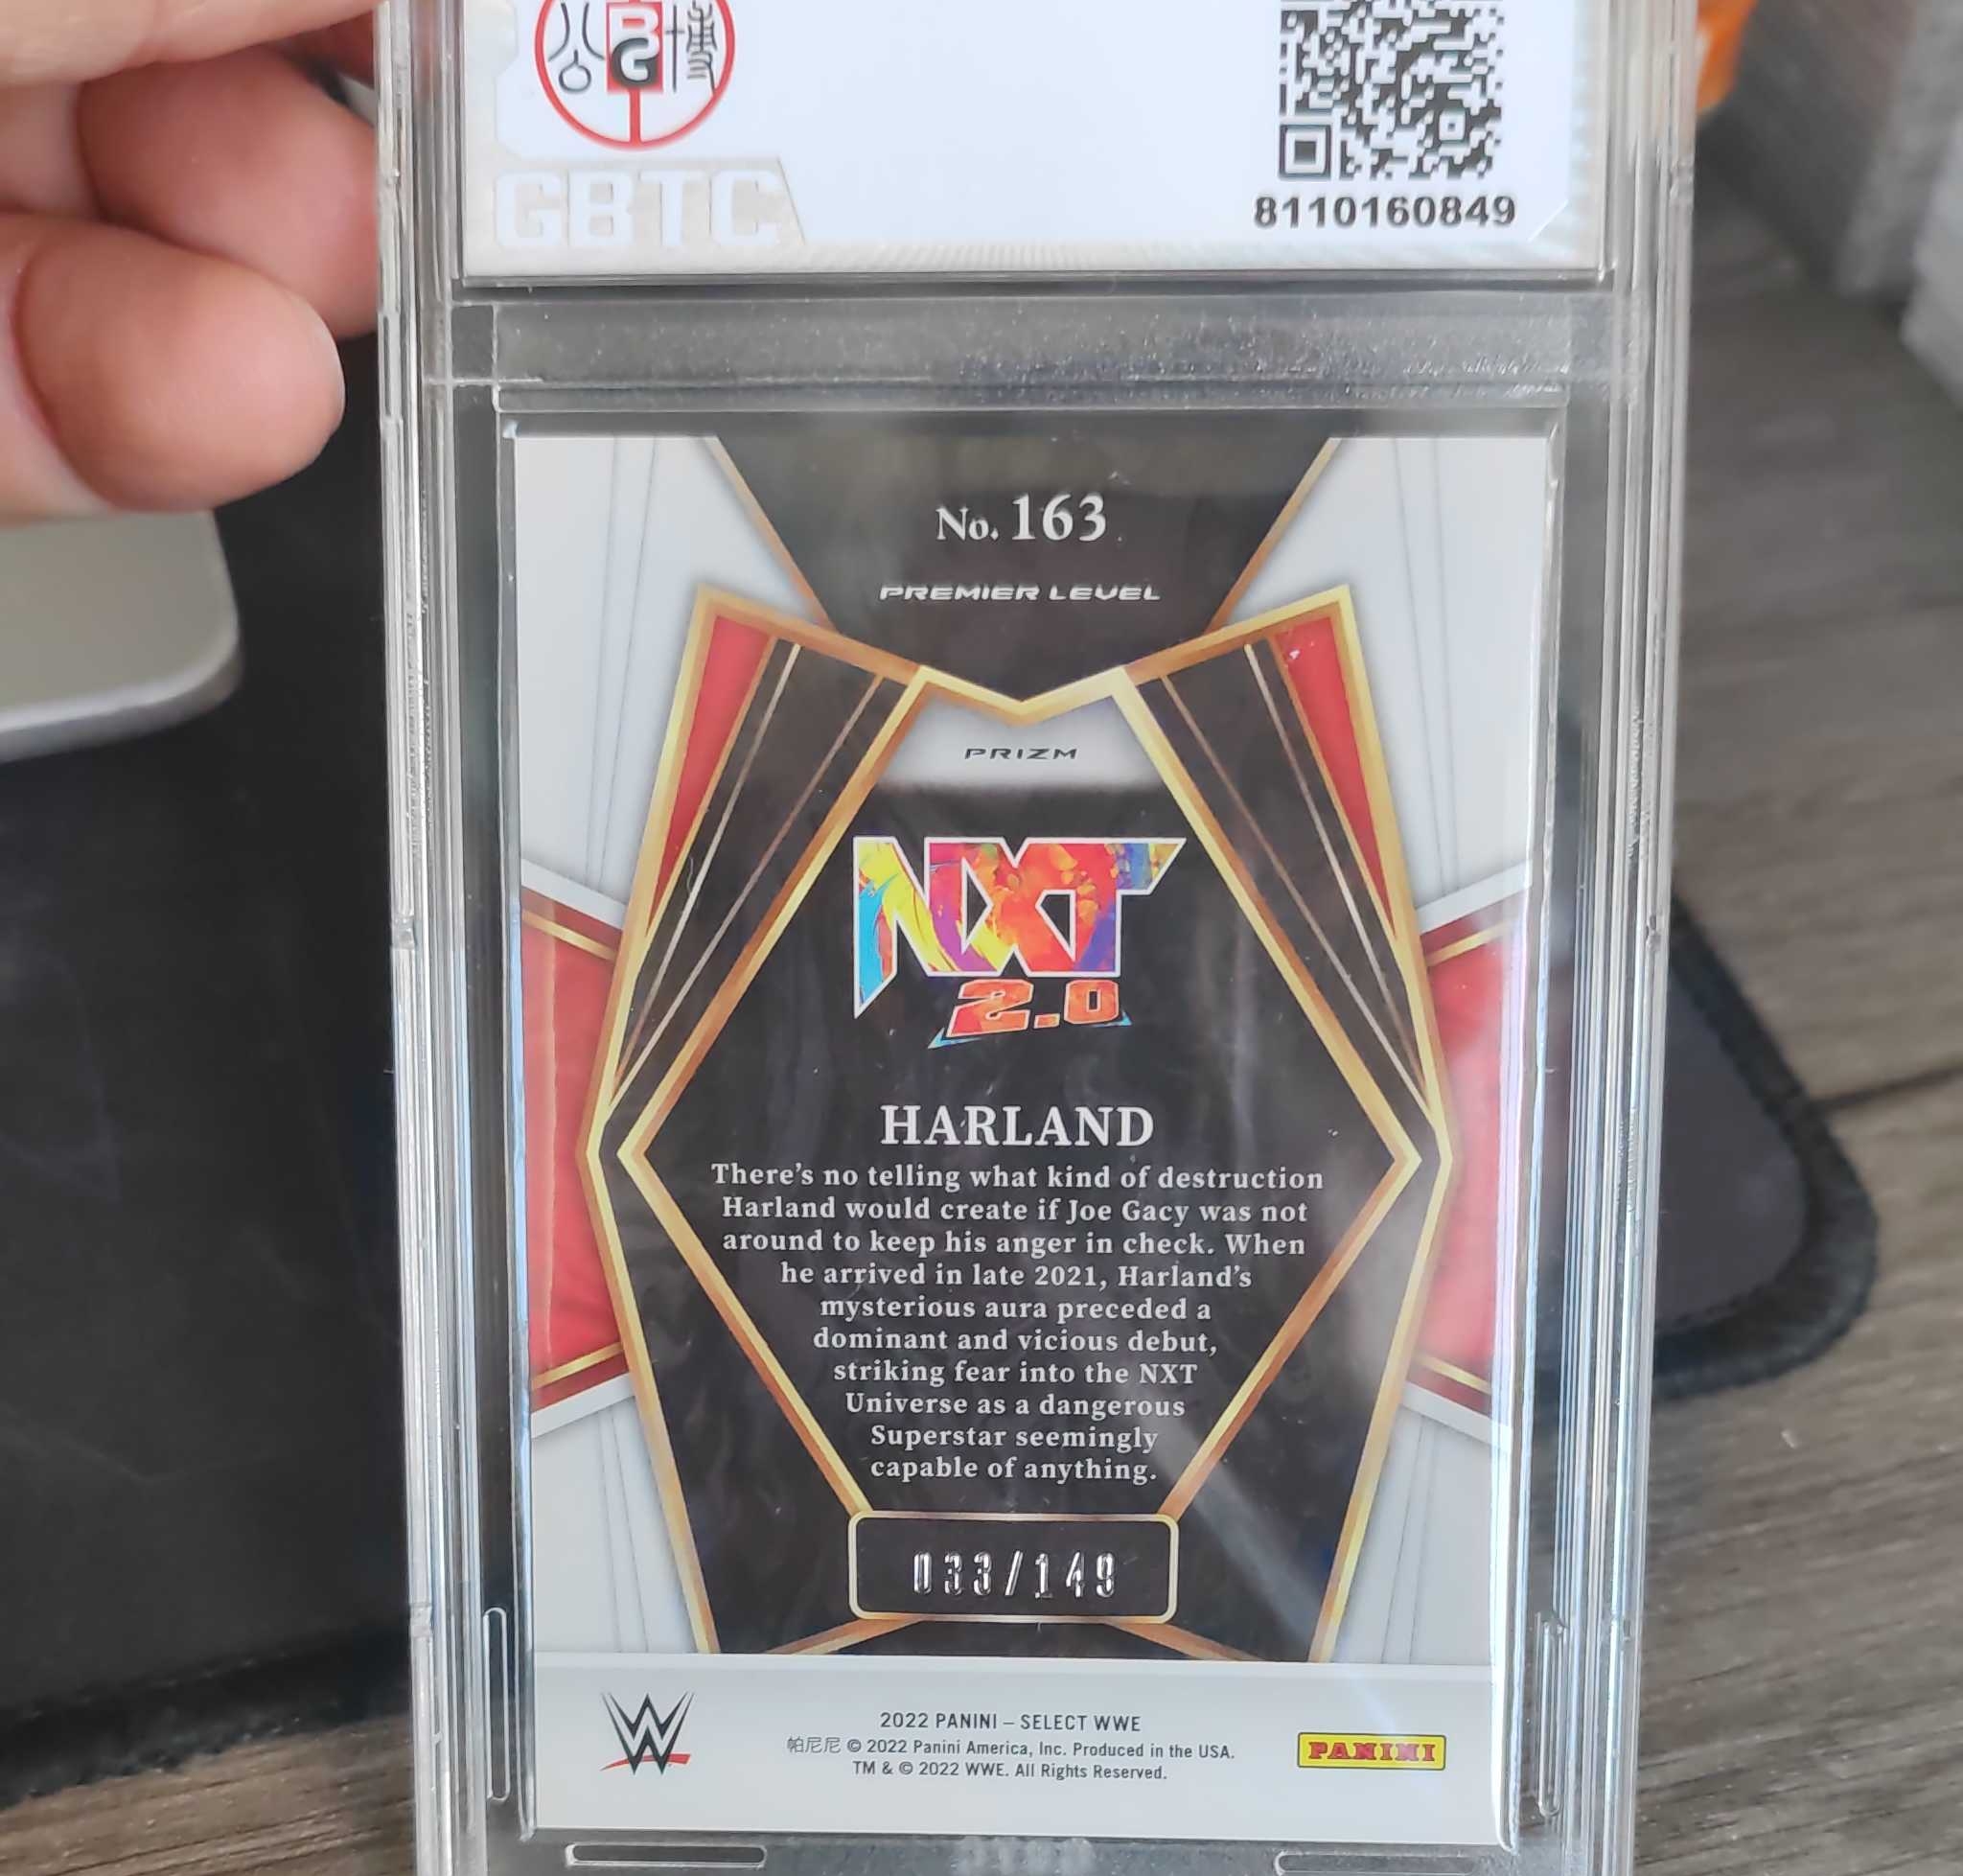 公 BG 博
GBTC
8110160849
No. 163
PREMIER LEVEL
PRIZM
NXT
2.0
HARLAND
There's no telling what kind of destruction
Harland would create if Joe Gacy was not
around to keep his anger in check. When
he arrived in late 2021, Harland's
mysterious aura preceded a
dominant and vicious debut,
striking fear into the NXT
Universe as a dangerous
Superstar seemingly
capable of anything.
033/149
W
2022 PANINI – SELECT WWE
帕尼尼 © 2022 Panini America, Inc. Produced in the USA.
TM & © 2022 WWE. All Rights Reserved.
PANINI